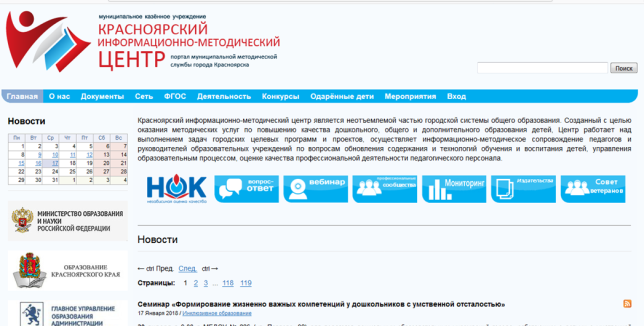 муниципальное казённое учреждение
КРАСНОЯРСКИЙ
ИНФОРМАЦИОННО-МЕТОДИЧЕСКИЙ
ЦЕНТР портал муниципальной методической
службы города Красноярска
Поиск
Главная О нас Документы Сеть ФГОС Деятельность Конкурсы Одарённые дети Мероприятия Вход
Новости
Пн Вт Ср Чт Пт Сб Вс
1 2 3 4 5 6 7
8 9 10 11 12 13 14
15 16 17 18 19 20 21
22 23 24 25 26 27 28
29 30 31 1 2 3 4
МИНИСТЕРСТВО ОБРАЗОВАНИЯ
И НАУКИ
РОССИЙСКОЙ ФЕДЕРАЦИИ
ОБРАЗОВАНИЕ
КРАСНОЯРСКОГО КРАЯ
ГЛАВНОЕ УПРАВЛЕНИЕ
ОБРАЗОВАНИЯ
АДМИНИСТРАЦИИ
Красноярский информационно-методический центр является неотъемлемой частью городской системы общего образования. Созданный с целью
оказания методических услуг по повышению качества дошкольного, общего и дополнительного образования детей, Центр работает над
выполнением задач городских целевых программ и проектов, осуществляет информационно-методическое сопровождение педагогов и
руководителей образовательных учреждений по вопросам обновления содержания и технологий обучения и воспитания детей, управления
образовательным процессом, оценке качества профессиональной деятельности педагогического персонала.
НОК
независимая оценка качества
вопрос-
ответ
вебинар
профессиональные
сообщества
Мониторинг
Издательства
Совет
ветеранов
Новости
← ctrl Пред. След. ctrl →
Страницы: 1 2 3 ... 118 119
Семинар «Формирование жизненно важных компетенций у дошкольников с умственной отсталостью»
17 Января 2018 / Инклюзивное образование